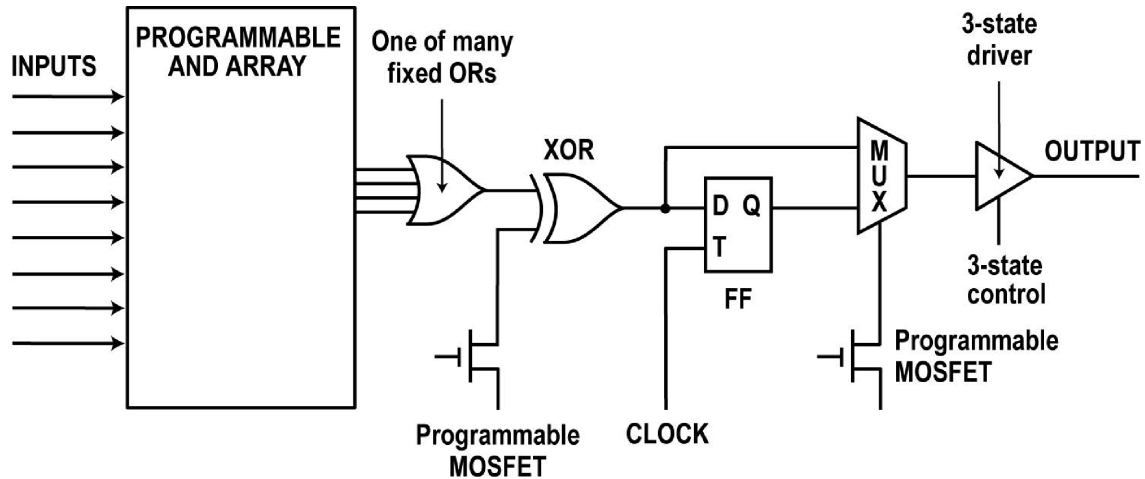 PROGRAMMABLE
AND ARRAY
INPUTS
One of many
fixed ORs
XOR
3-state
driver
OUTPUT
M
U
X
D Q
T
FF
3-state
control
Programmable
MOSFET
CLOCK
Programmable
MOSFET